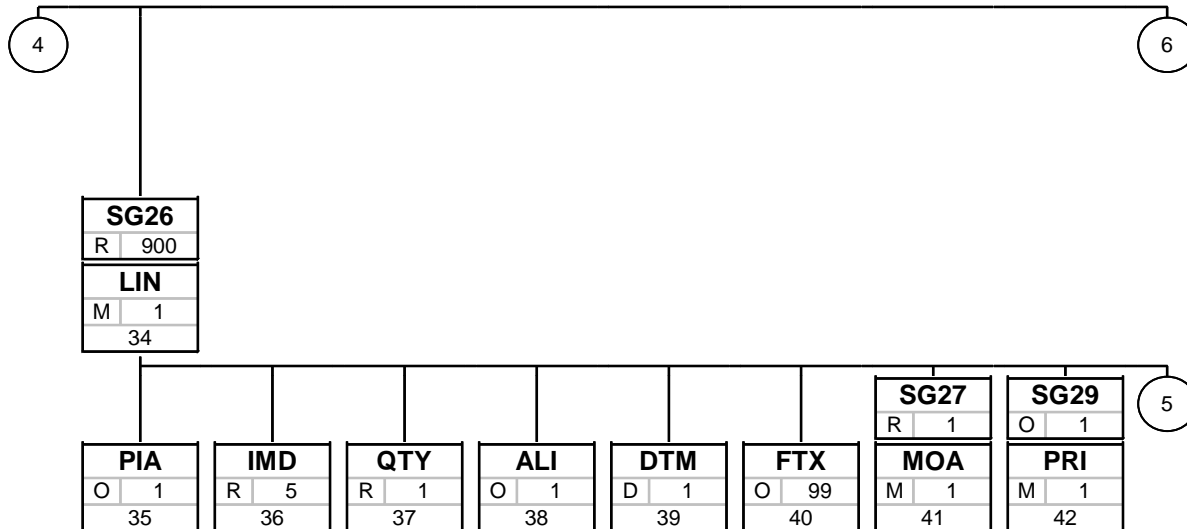 4
6
SG26
R 900
LIN
M 1
34
SG27
R 1
SG29
O 1
5
PIA
O 1
35
IMD
R 5
36
QTY
R 1
37
ALI
O 1
38
DTM
D 1
39
FTX
O 99
40
MOA
M 1
41
PRI
M 1
42